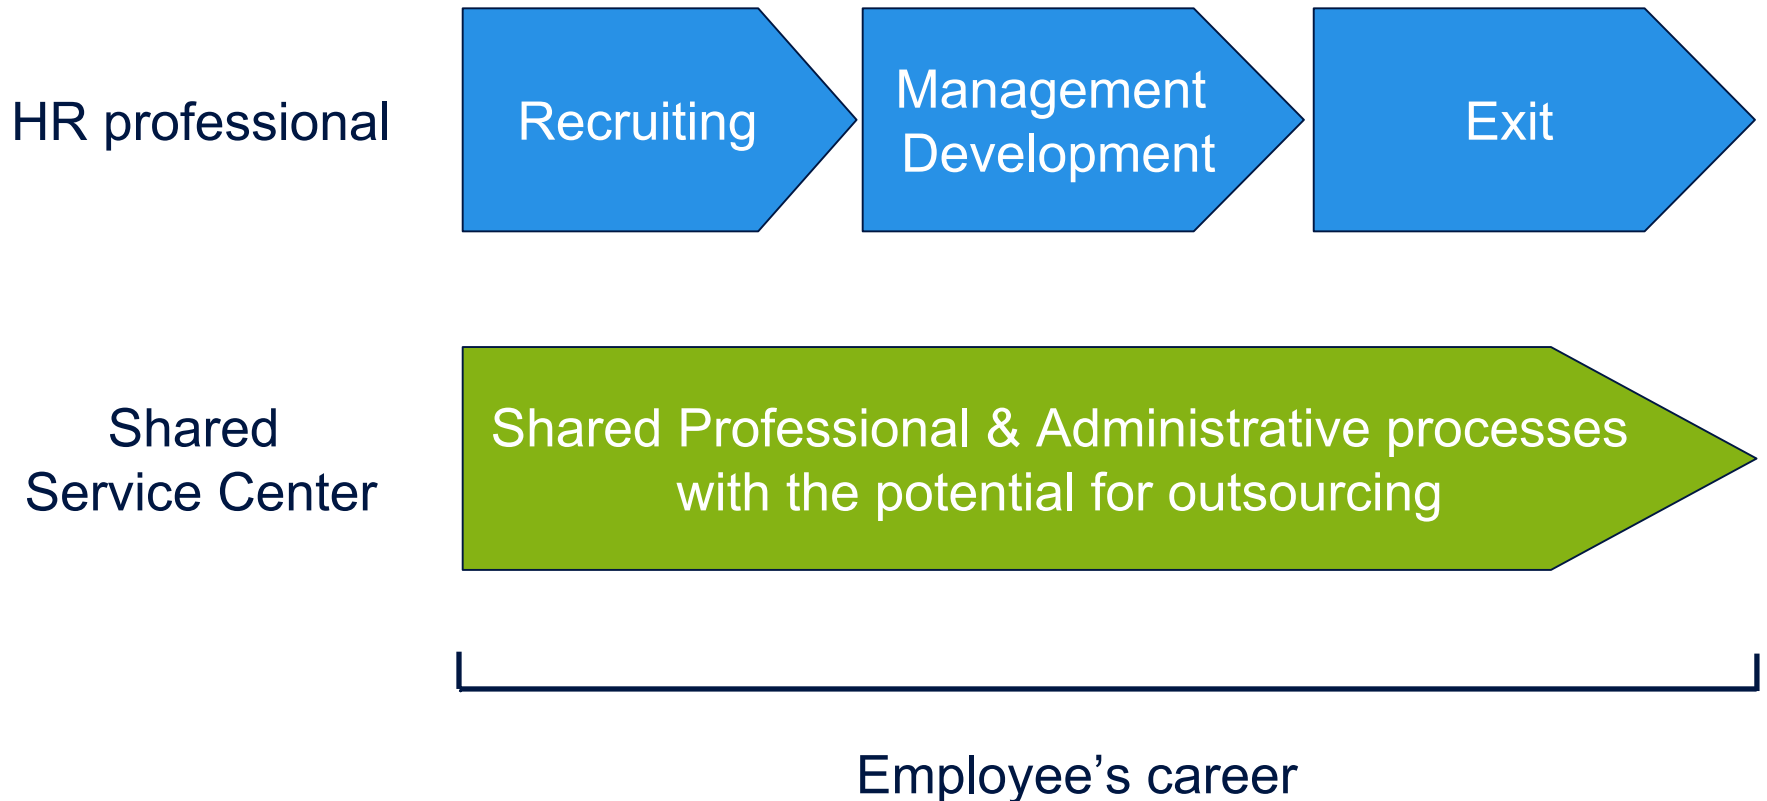 HR professional
Recruiting
Management
Development
Exit
Shared
Service Center
Shared Professional & Administrative processes
with the potential for outsourcing
Employee’s career